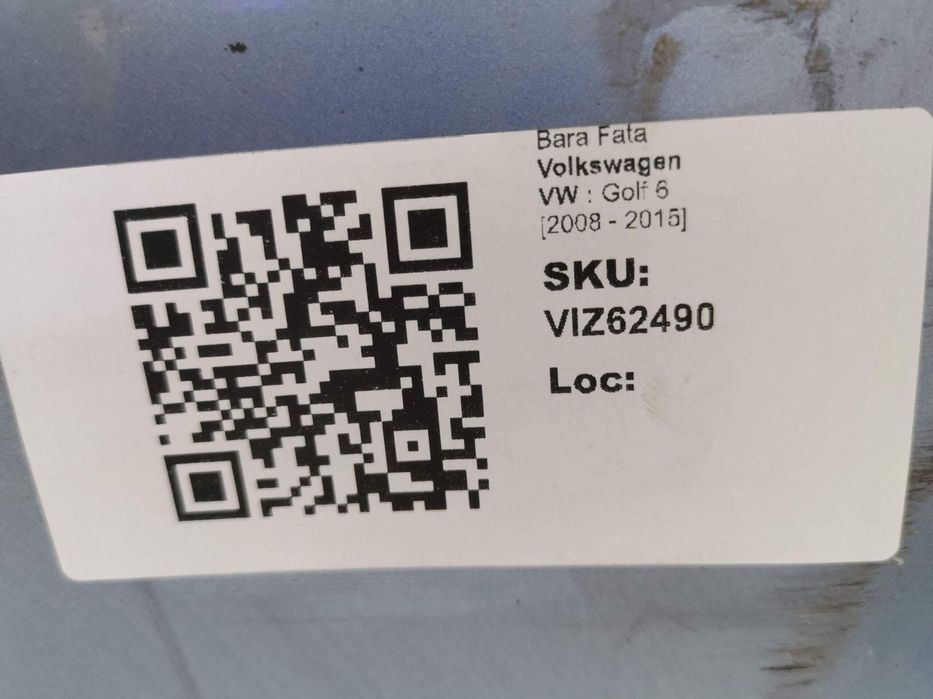 Bara Fata
Volkswagen
VW : Golf 6
[2008 - 2015]
SKU:
VIZ62490
Loc: